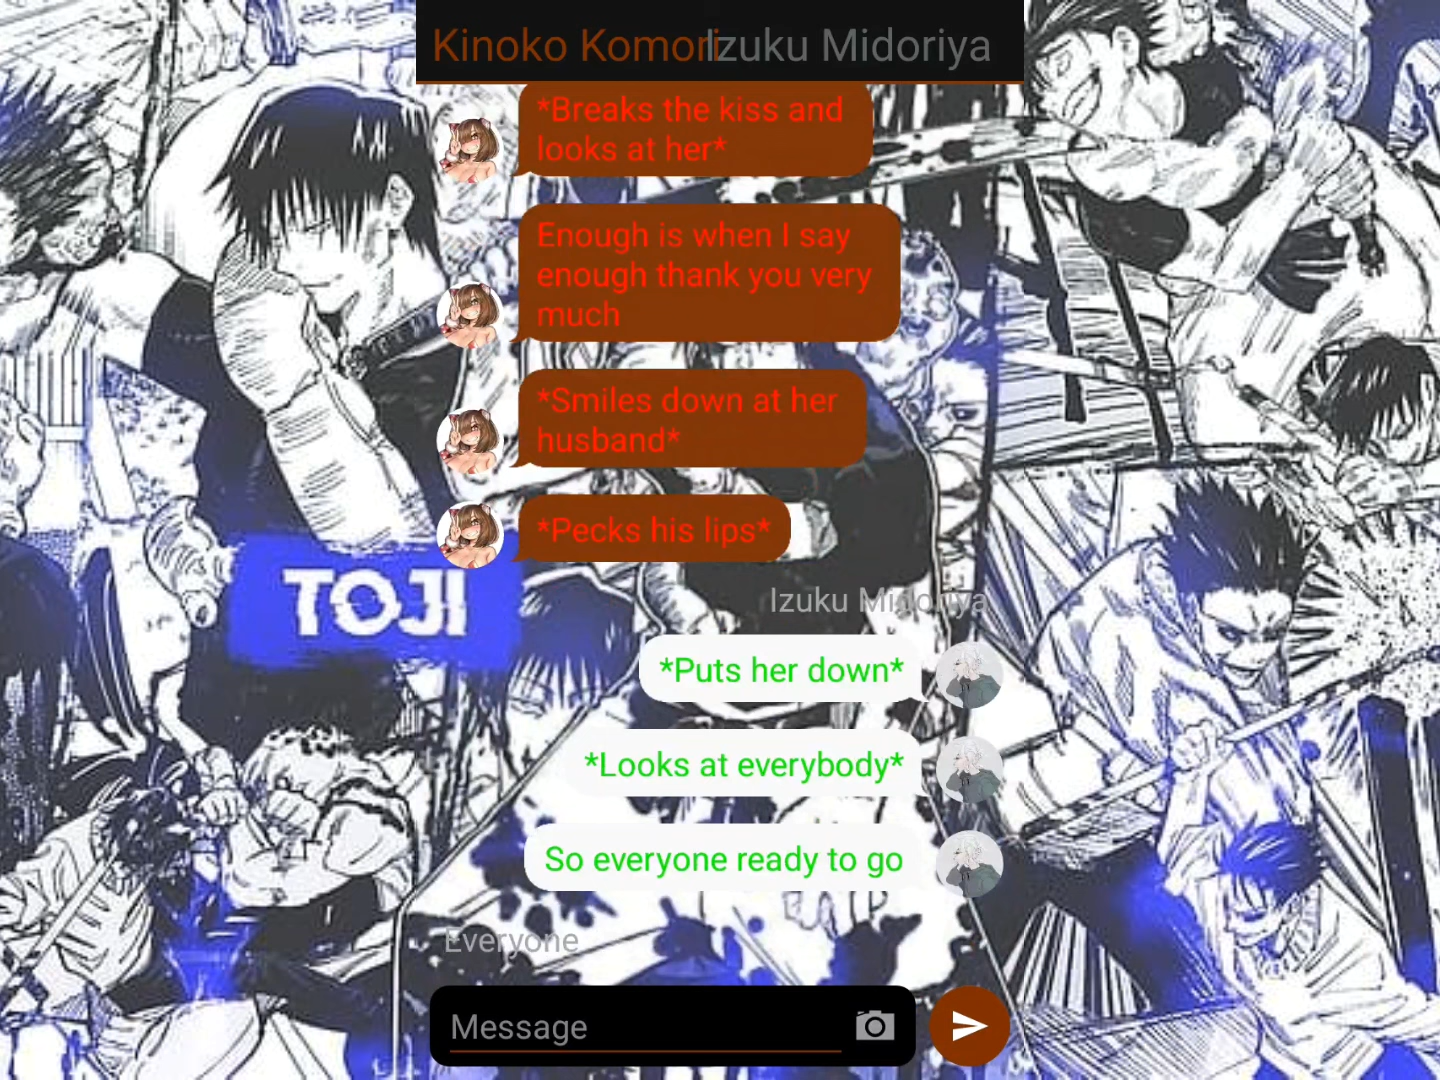 Kinoko Komori
Izuku Midoriya
*Breaks the kiss and
looks at her*
Enough is when I say
enough thank you very
much
*Smiles down at her
husband*
*Pecks his lips*
TOJI
Izuku Midoriya
*Puts her down*
*Looks at everybody*
So everyone ready to go
Everyone
Message